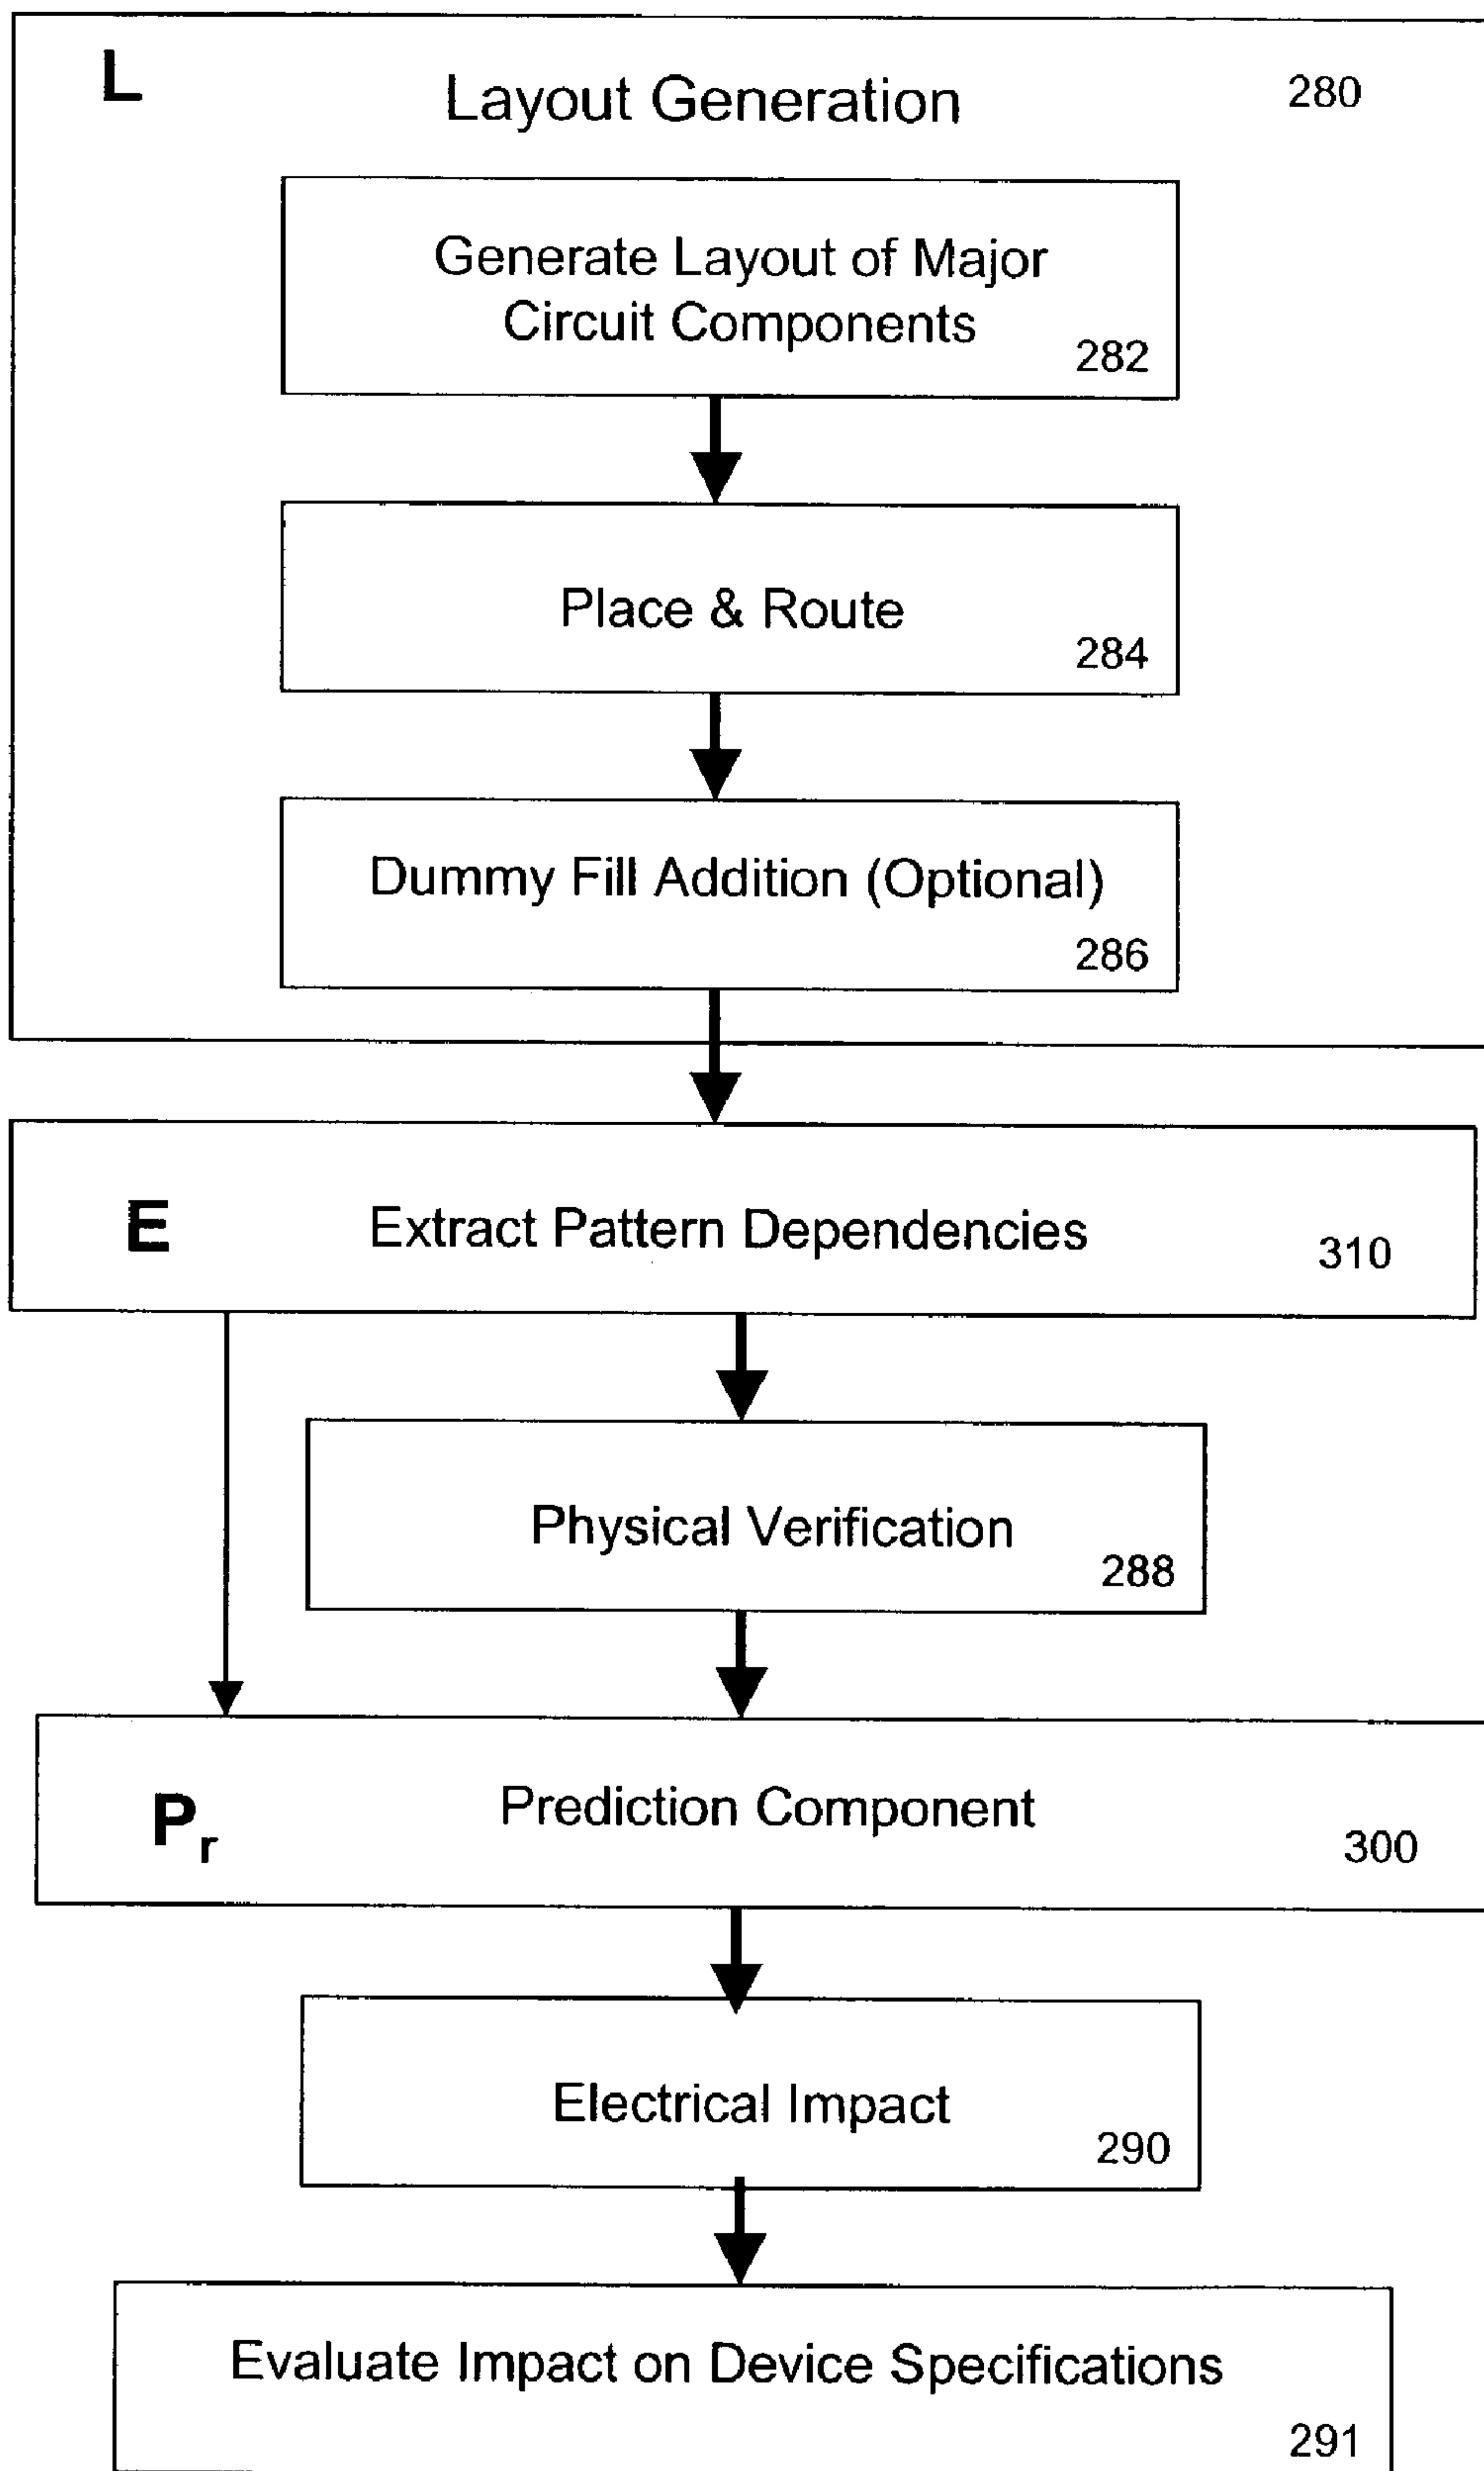 L Layout Generation 280
Generate Layout of Major
Circuit Components
282
Place & Route
284
Dummy Fill Addition (Optional)
286
E Extract Pattern Dependencies 310
Physical Verification
288
Pr Prediction Component
300
Electrical Impact
290
Evaluate Impact on Device Specifications
291